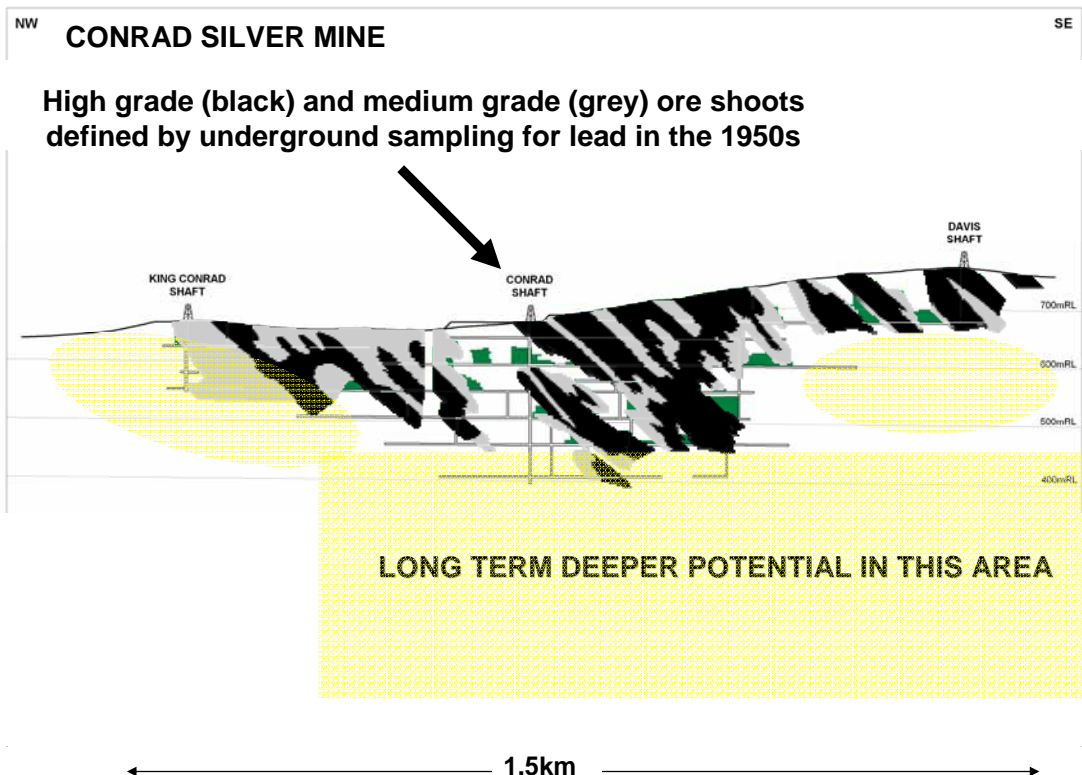 NW
CONRAD SILVER MINE
SE
High grade (black) and medium grade (grey) ore shoots
defined by underground sampling for lead in the 1950s
DAVIS
SHAFT
KING CONRAD
SHAFT
CONRAD
SHAFT
700mRL
600mRL
500mRL
400mRL
LONG TERM DEEPER POTENTIAL IN THIS AREA
1.5km